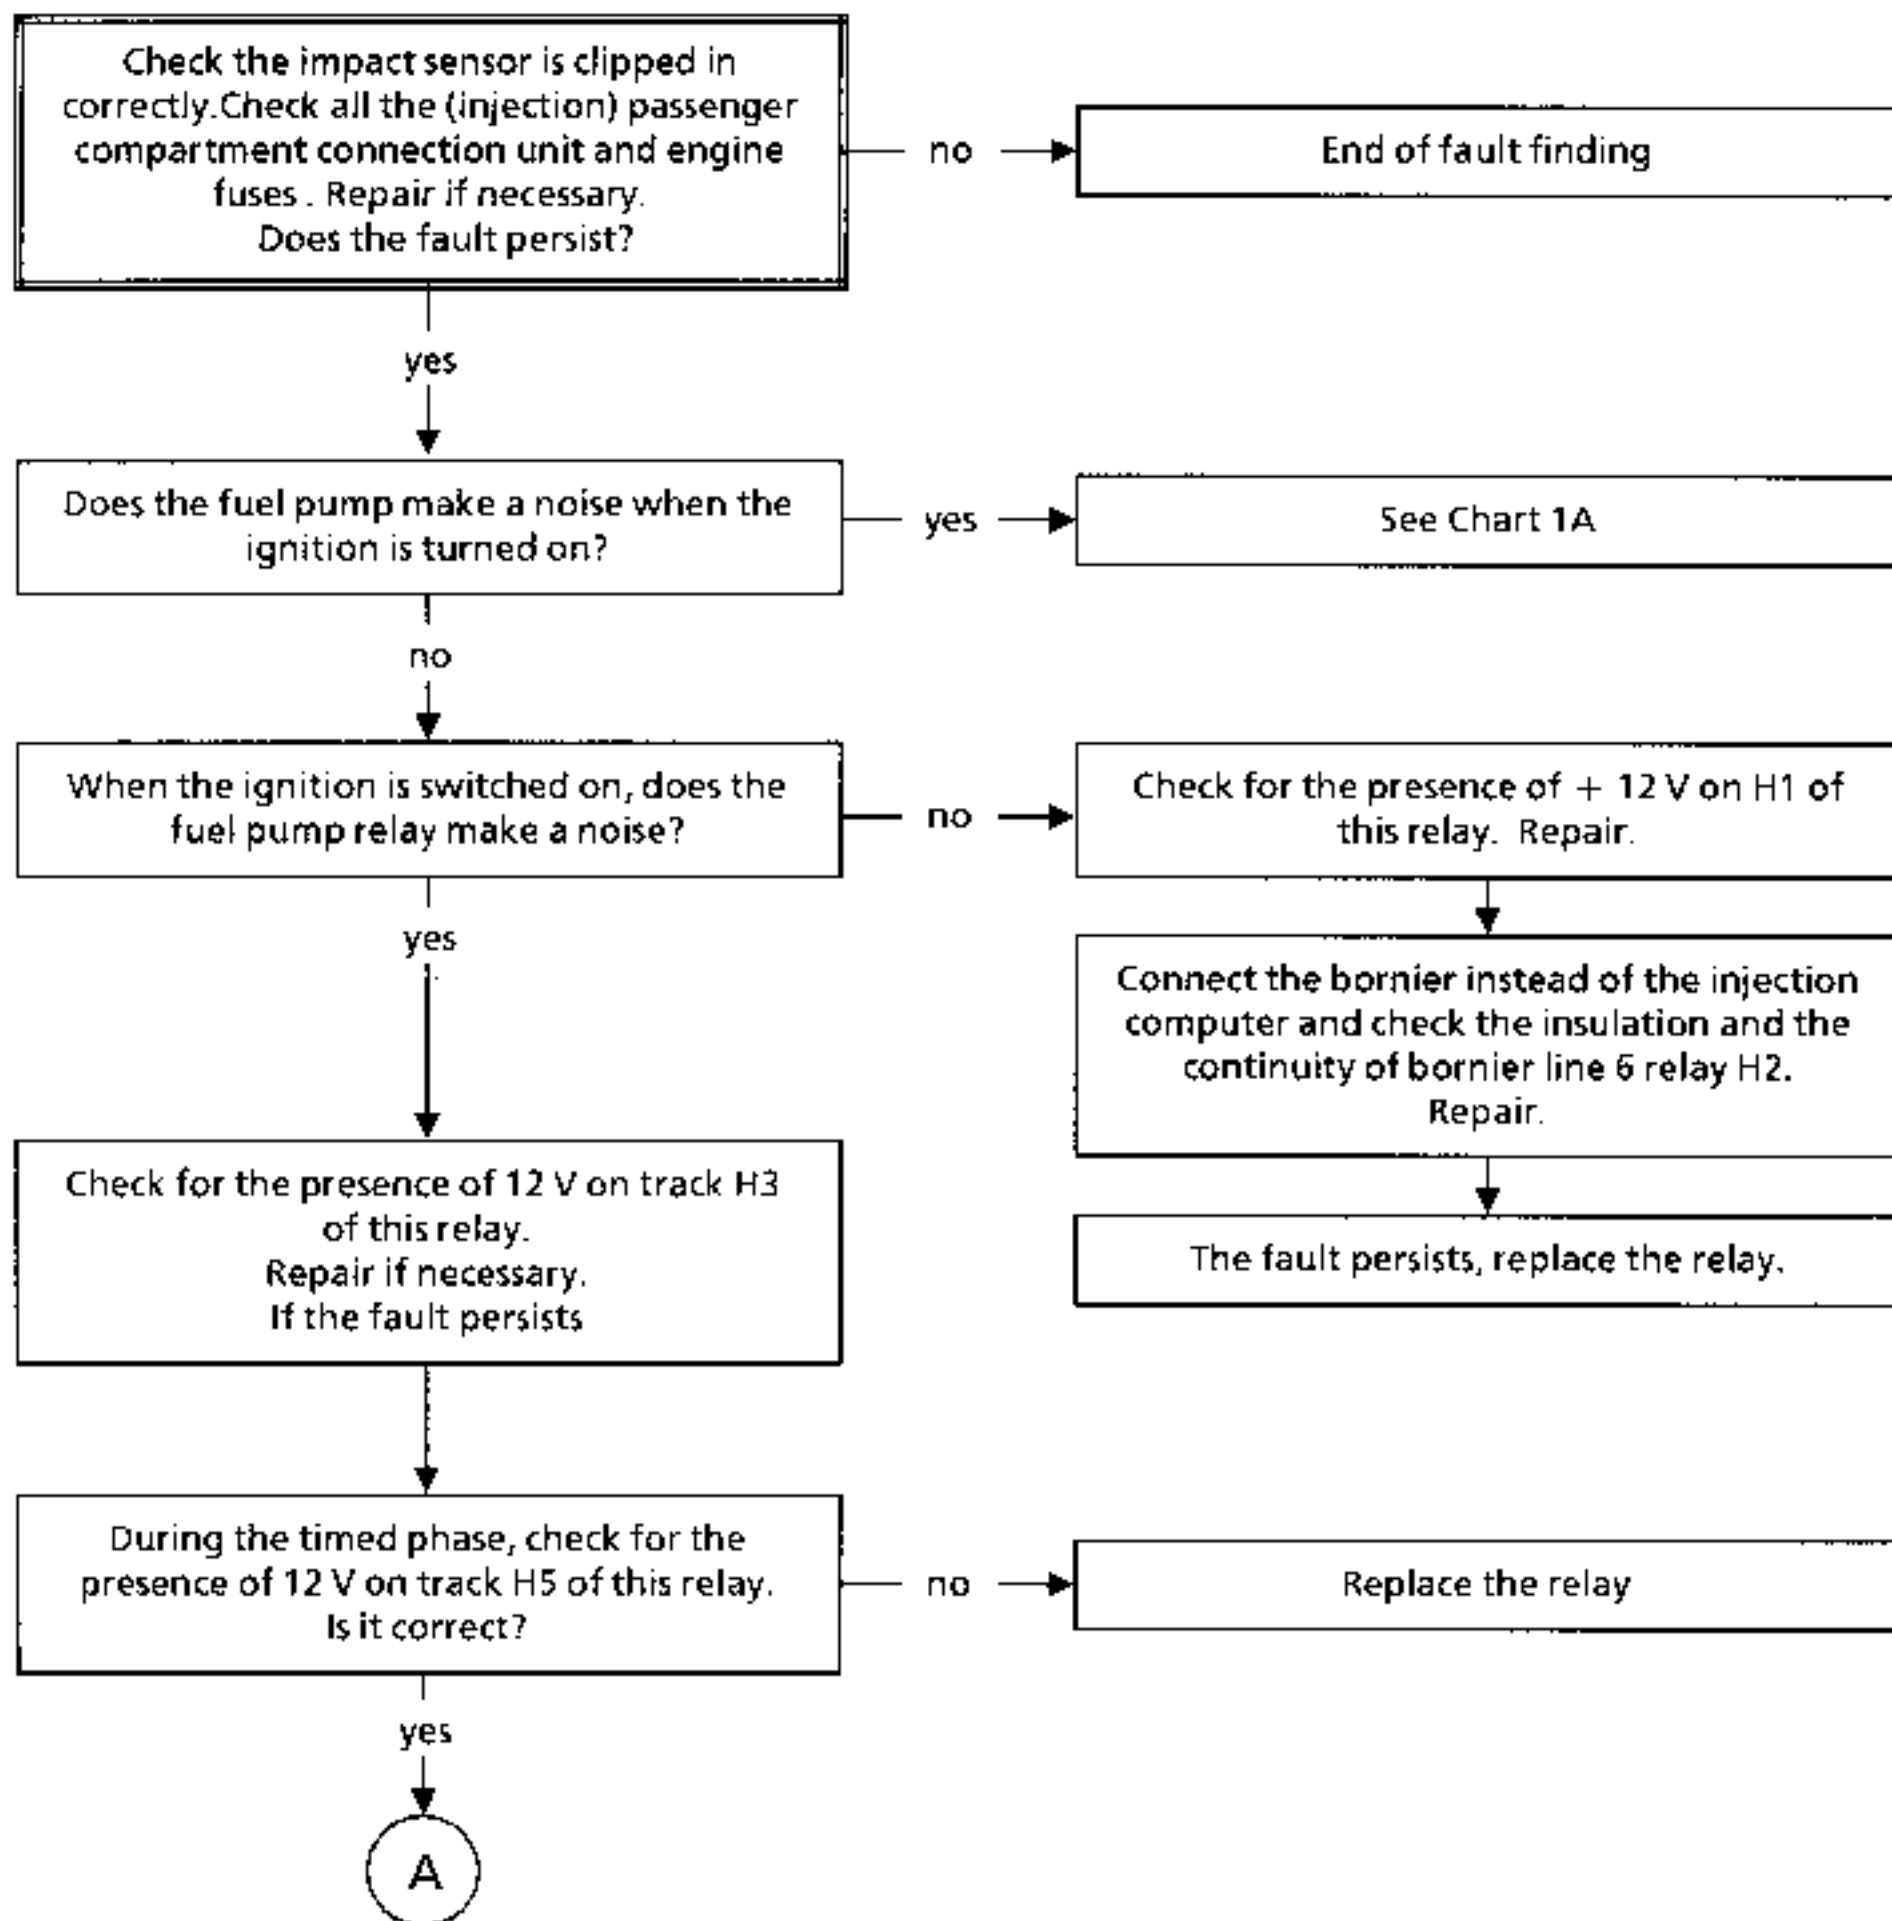 Check the impact sensor is clipped in
correctly.Check all the (injection) passenger
compartment connection unit and engine
fuses . Repair if necessary.
Does the fault persist?
no
End of fault finding
yes
Does the fuel pump make a noise when the
ignition is turned on?
yes
See Chart 1A
no
When the ignition is switched on, does the
fuel pump relay make a noise?
no
Check for the presence of + 12 V on H1 of
this relay. Repair.
yes
Connect the bornier instead of the injection
computer and check the insulation and the
continuity of bornier line 6 relay H2.
Repair.
The fault persists, replace the relay.
Check for the presence of 12 V on track H3
of this relay.
Repair if necessary.
If the fault persists
During the timed phase, check for the
presence of 12 V on track H5 of this relay.
Is it correct?
no
Replace the relay
yes
A